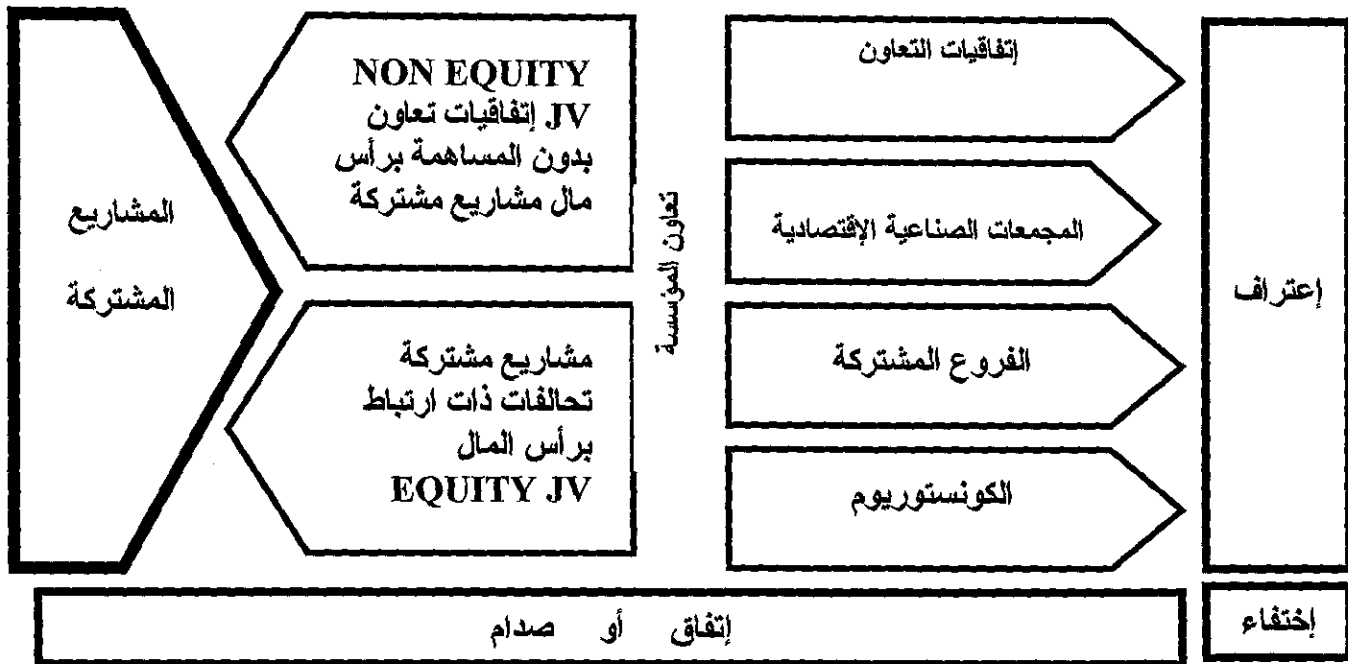 المشاريع
المشتركة
NON EQUITY
JV إتفاقيات تعاون
بدون المساهمة برأس
مال مشاريع مشتركة
مشاريع مشتركة
تحالفات ذات ارتباط
برأس المال
EQUITY JV
تعاون المؤسسة
إتفاقيات التعاون
المجمعات الصناعية الإقتصادية
الفروع المشتركة
الكونستوريوم
إعتراف
إتفاق أو صدام
إختفاء